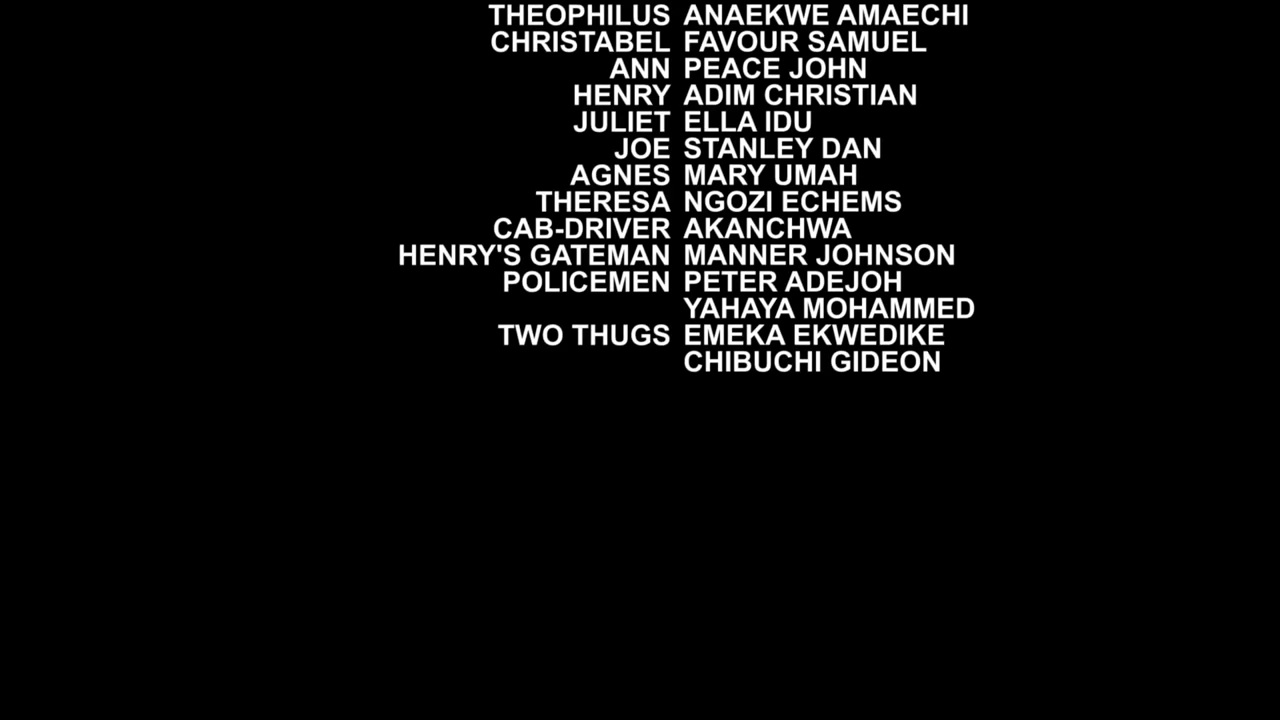 THEOPHILUS ANAEKWE AMAECHI
CHRISTABEL FAVOUR SAMUEL
ANN PEACE JOHN
HENRY ADIM CHRISTIAN
JULIET ELLA IDU
JOE STANLEY DAN
AGNES MARY UMAH
THERESA NGOZI ECHEMS
CAB-DRIVER AKANCHWA
HENRY'S GATEMAN MANNER JOHNSON
POLICEMEN PETER ADEJOH
YAHAYA MOHAMMED
TWO THUGS EMEKA EKWEDIKE
CHIBUCHI GIDEON